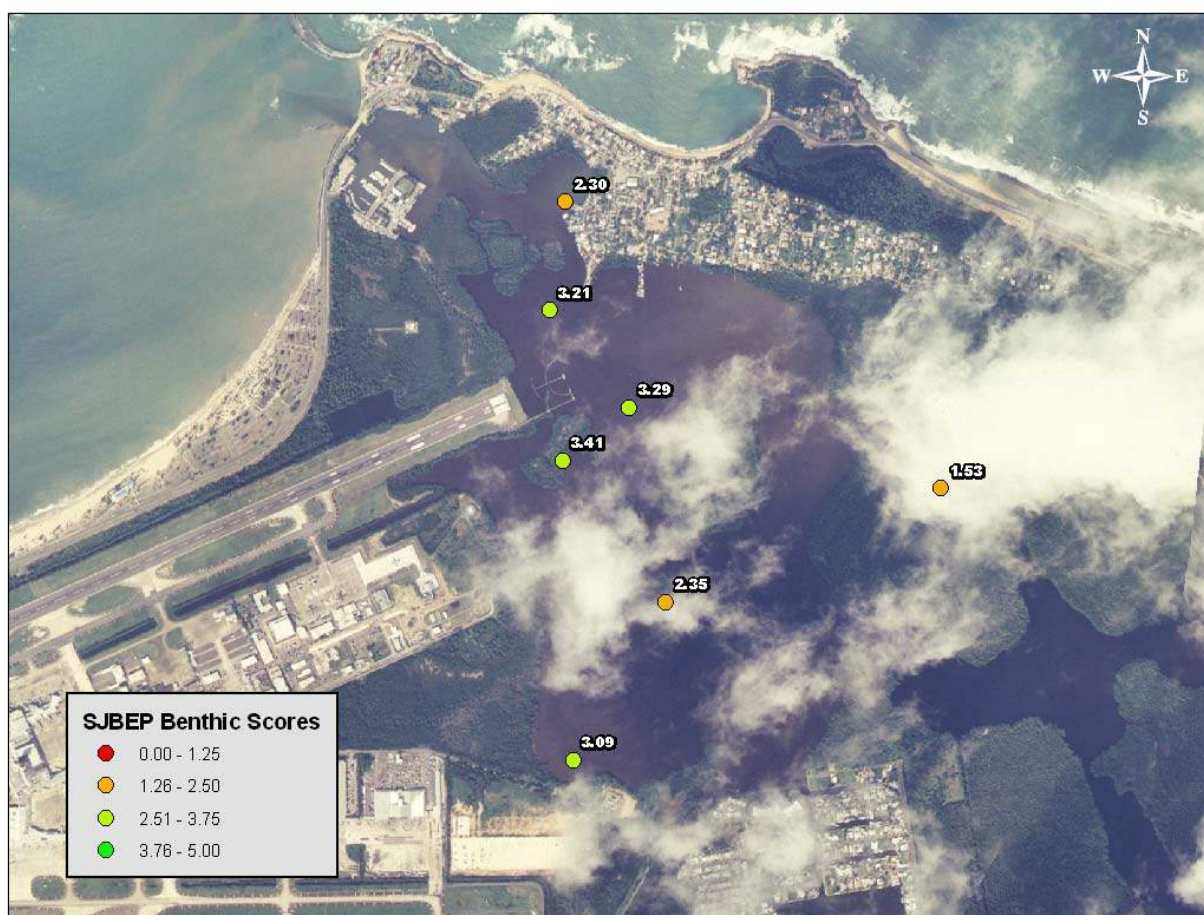 N
W E
S
2.30
3.21
3.29
3.41
1.53
2.35
3.09
SJBEP Benthic Scores
0.00 - 1.25
1.26 - 2.50
2.51 - 3.75
3.76 - 5.00